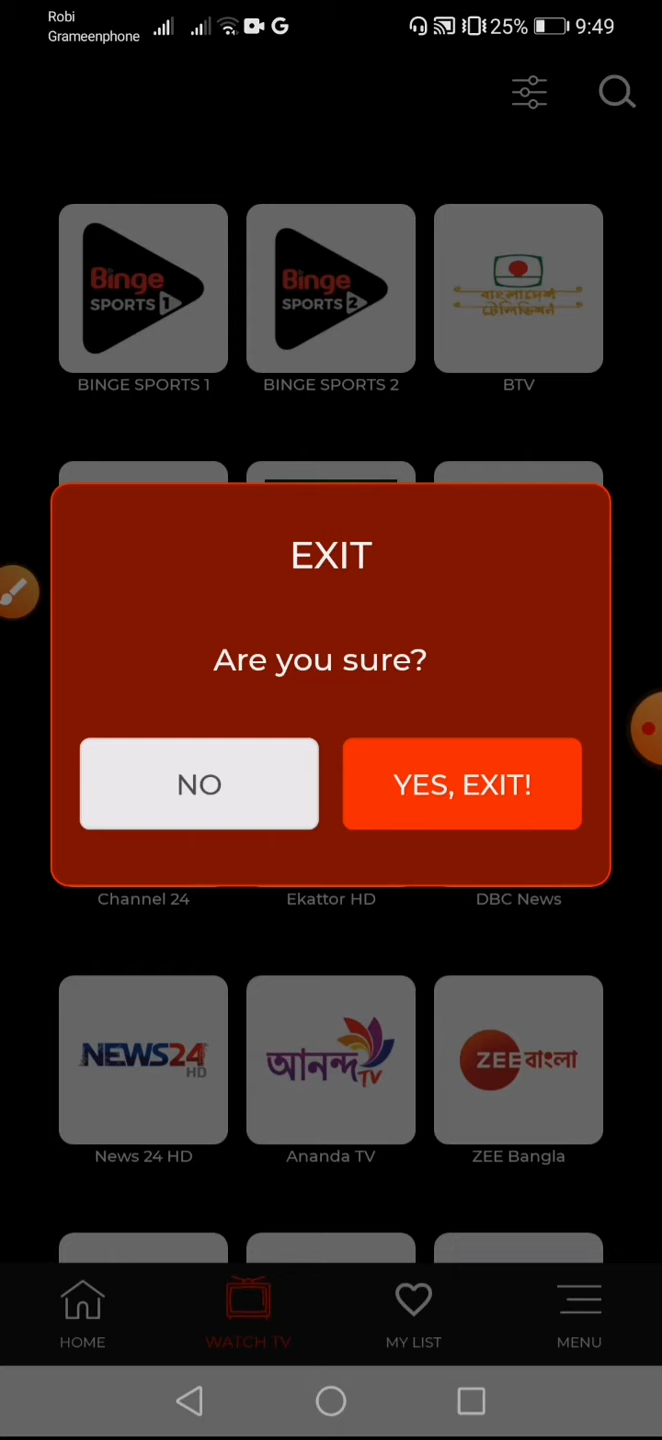 Robi
Grameenphone
G
25%
9:49
Binge
SPORTS 1
Binge
SPORTS 2
বাংলাদেশ
টেলিভিশন
BINGE SPORTS 1
BINGE SPORTS 2
BTV
EXIT
Are you sure?
NO
YES, EXIT!
Channel 24
Ekattor HD
DBC News
NEWS24
HD
আনন্দ
TV
ZEE বাংলা
News 24 HD
Ananda TV
ZEE Bangla
HOME
WATCH TV
MY LIST
MENU